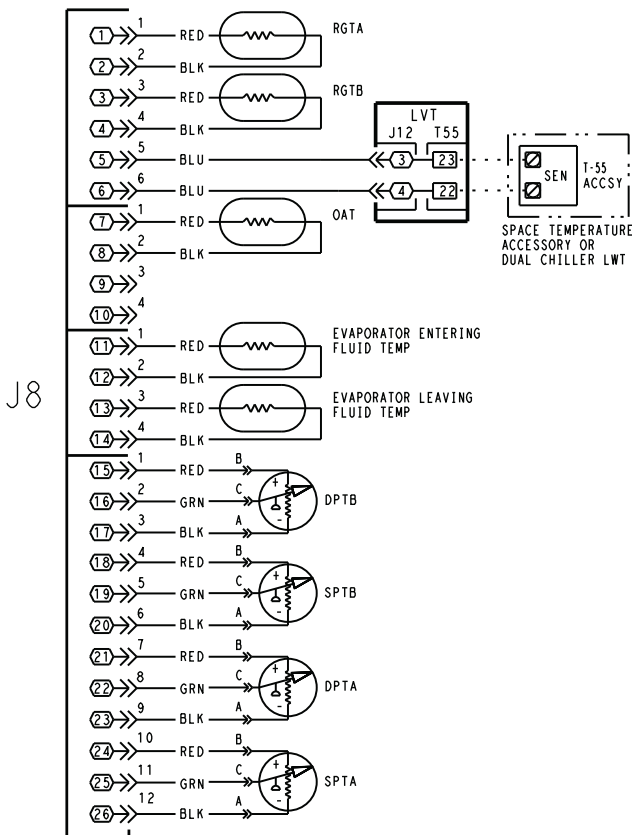 1 1 RED RGTA
2 2 BLK
3 3 RED RGTB
4 4 BLK
LVT
J12 T55
5 5 BLU 3 23
6 6 BLU 4 22
SEN
T-55
ACCSY
SPACE TEMPERATURE
ACCESSORY OR
DUAL CHILLER LWT
7 1 RED OAT
8 2 BLK
9 3
10 4
11 1 RED
EVAPORATOR ENTERING
FLUID TEMP
12 2 BLK
J8
13 3 RED
EVAPORATOR LEAVING
FLUID TEMP
14 4 BLK
15 1 RED B
+
16 2 GRN C DPTB
-
17 3 BLK A
18 4 RED B
+
19 5 GRN C SPTB
-
20 6 BLK A
21 7 RED B
+
22 8 GRN C DPTA
-
23 9 BLK A
24 10 RED B
+
25 11 GRN C SPTA
-
26 12 BLK A